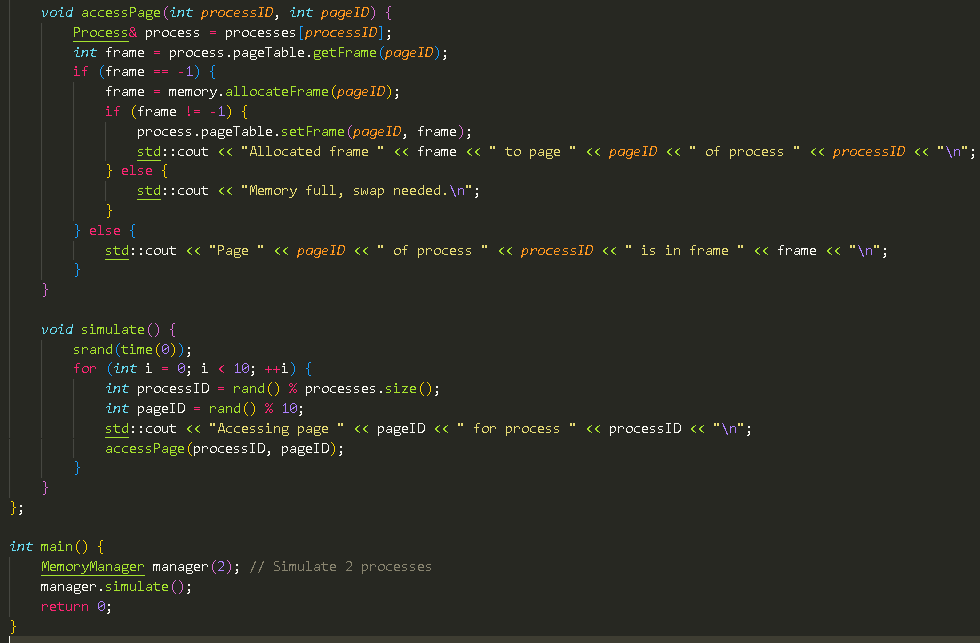 void accessPage(int processID, int pageID) {
Process& process = processes[processID];
int frame = process.pageTable.getFrame(pageID);
if (frame == -1) {
frame = memory.allocateFrame(pageID);
if (frame != -1) {
process.pageTable.setFrame(pageID, frame);
std::cout << "Allocated frame " << frame << " to page " << pageID << " of process " << processID << "\n";
} else {
std::cout << "Memory full, swap needed.\n";
}
} else {
std::cout << "Page " << pageID << " of process " << processID << " is in frame " << frame << "\n";
}
}
void simulate() {
srand(time(0));
for (int i = 0; i < 10; ++i) {
int processID = rand() % processes.size();
int pageID = rand() % 10;
std::cout << "Accessing page " << pageID << " for process " << processID << "\n";
accessPage(processID, pageID);
}
}
};
int main() {
MemoryManager manager(2); // Simulate 2 processes
manager.simulate();
return 0;
}